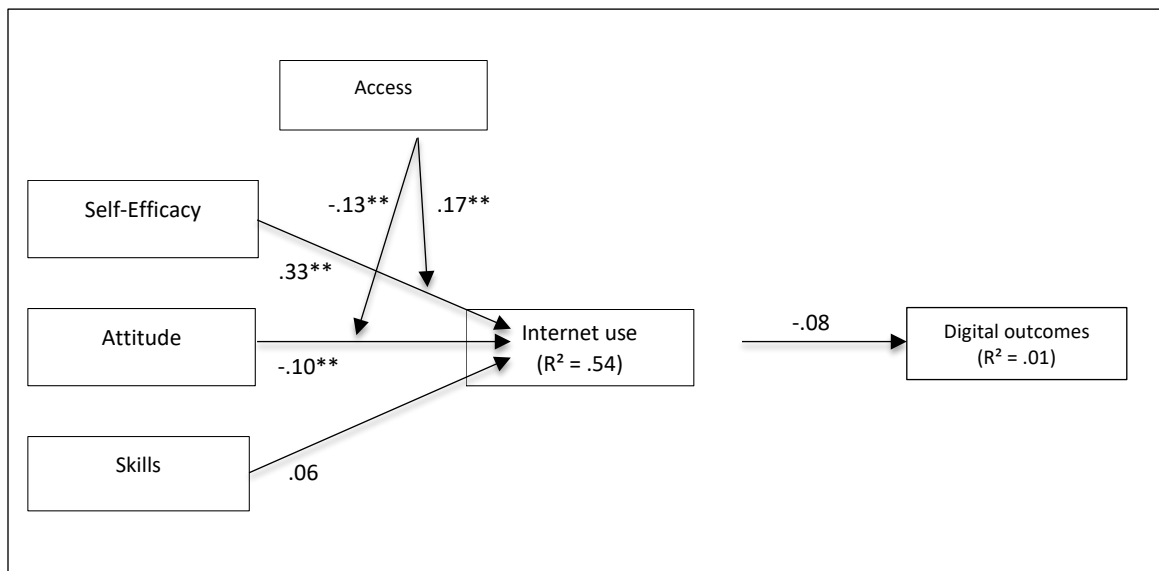 Access
Self-Efficacy
-.13**
.17**
.33**
Attitude
-.10**
Internet use
(R² = .54)
-.08
Digital outcomes
(R² = .01)
Skills
.06